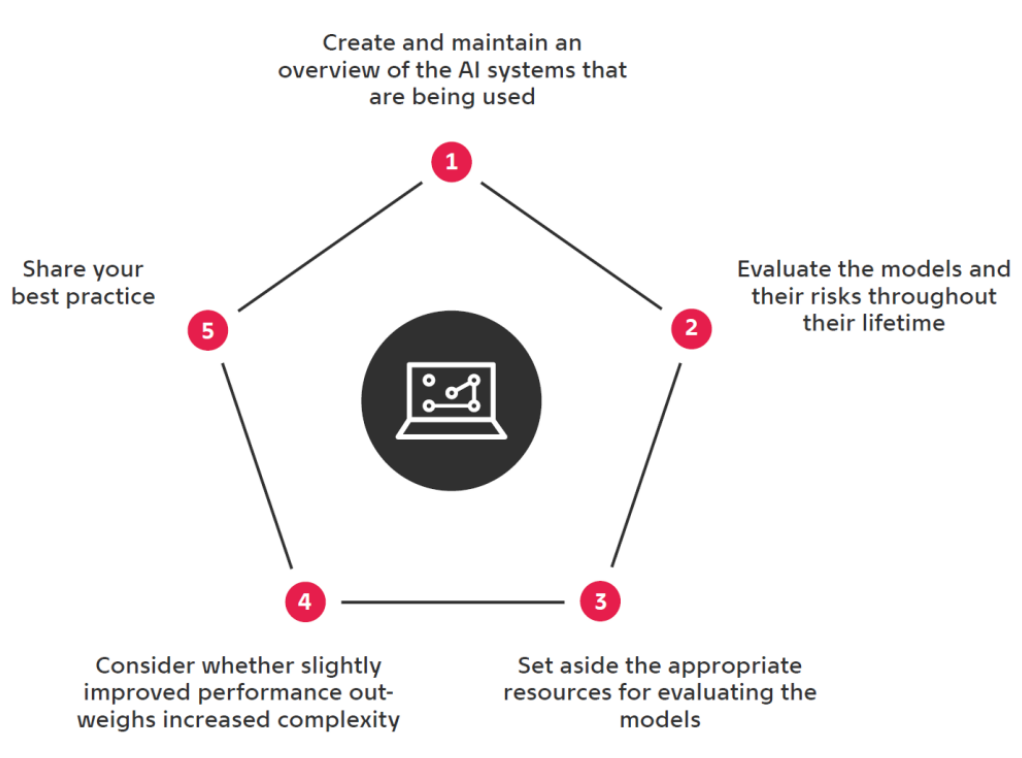 Create and maintain an
overview of the AI systems that
are being used
1
Evaluate the models and
their risks throughout
their lifetime
2
Set aside the appropriate
resources for evaluating the
models
3
Consider whether slightly
improved performance out-
weighs increased complexity
4
Share your
best practice
5